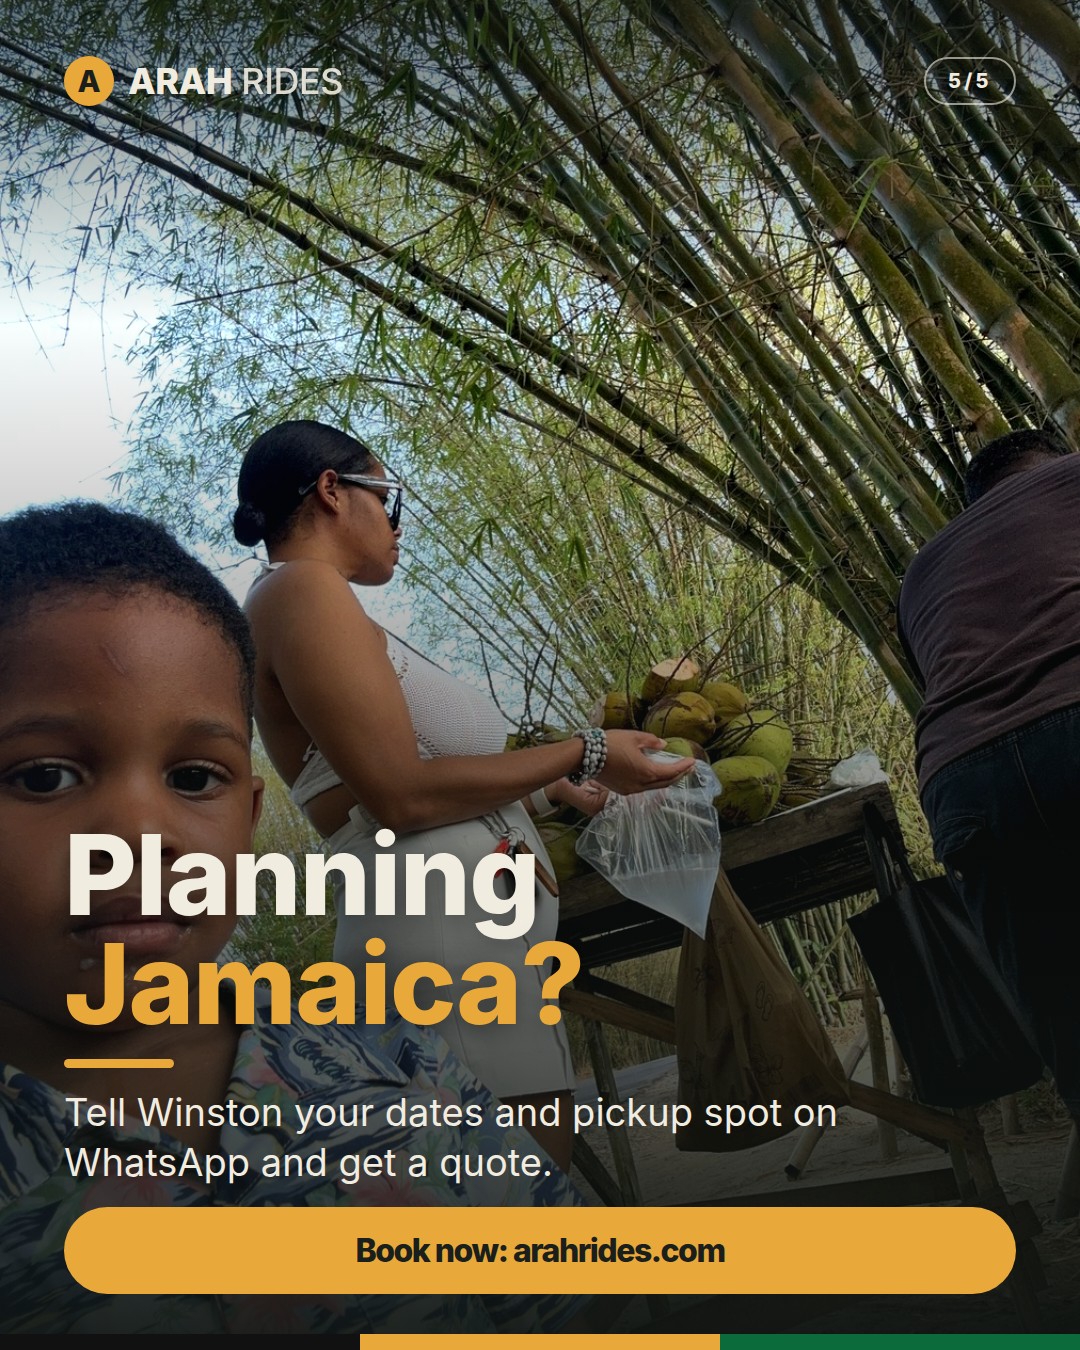 A ARAH RIDES
5/5
Planning
Jamaica?
Tell Winston your dates and pickup spot on
WhatsApp and get a quote.
Book now: arahrides.com